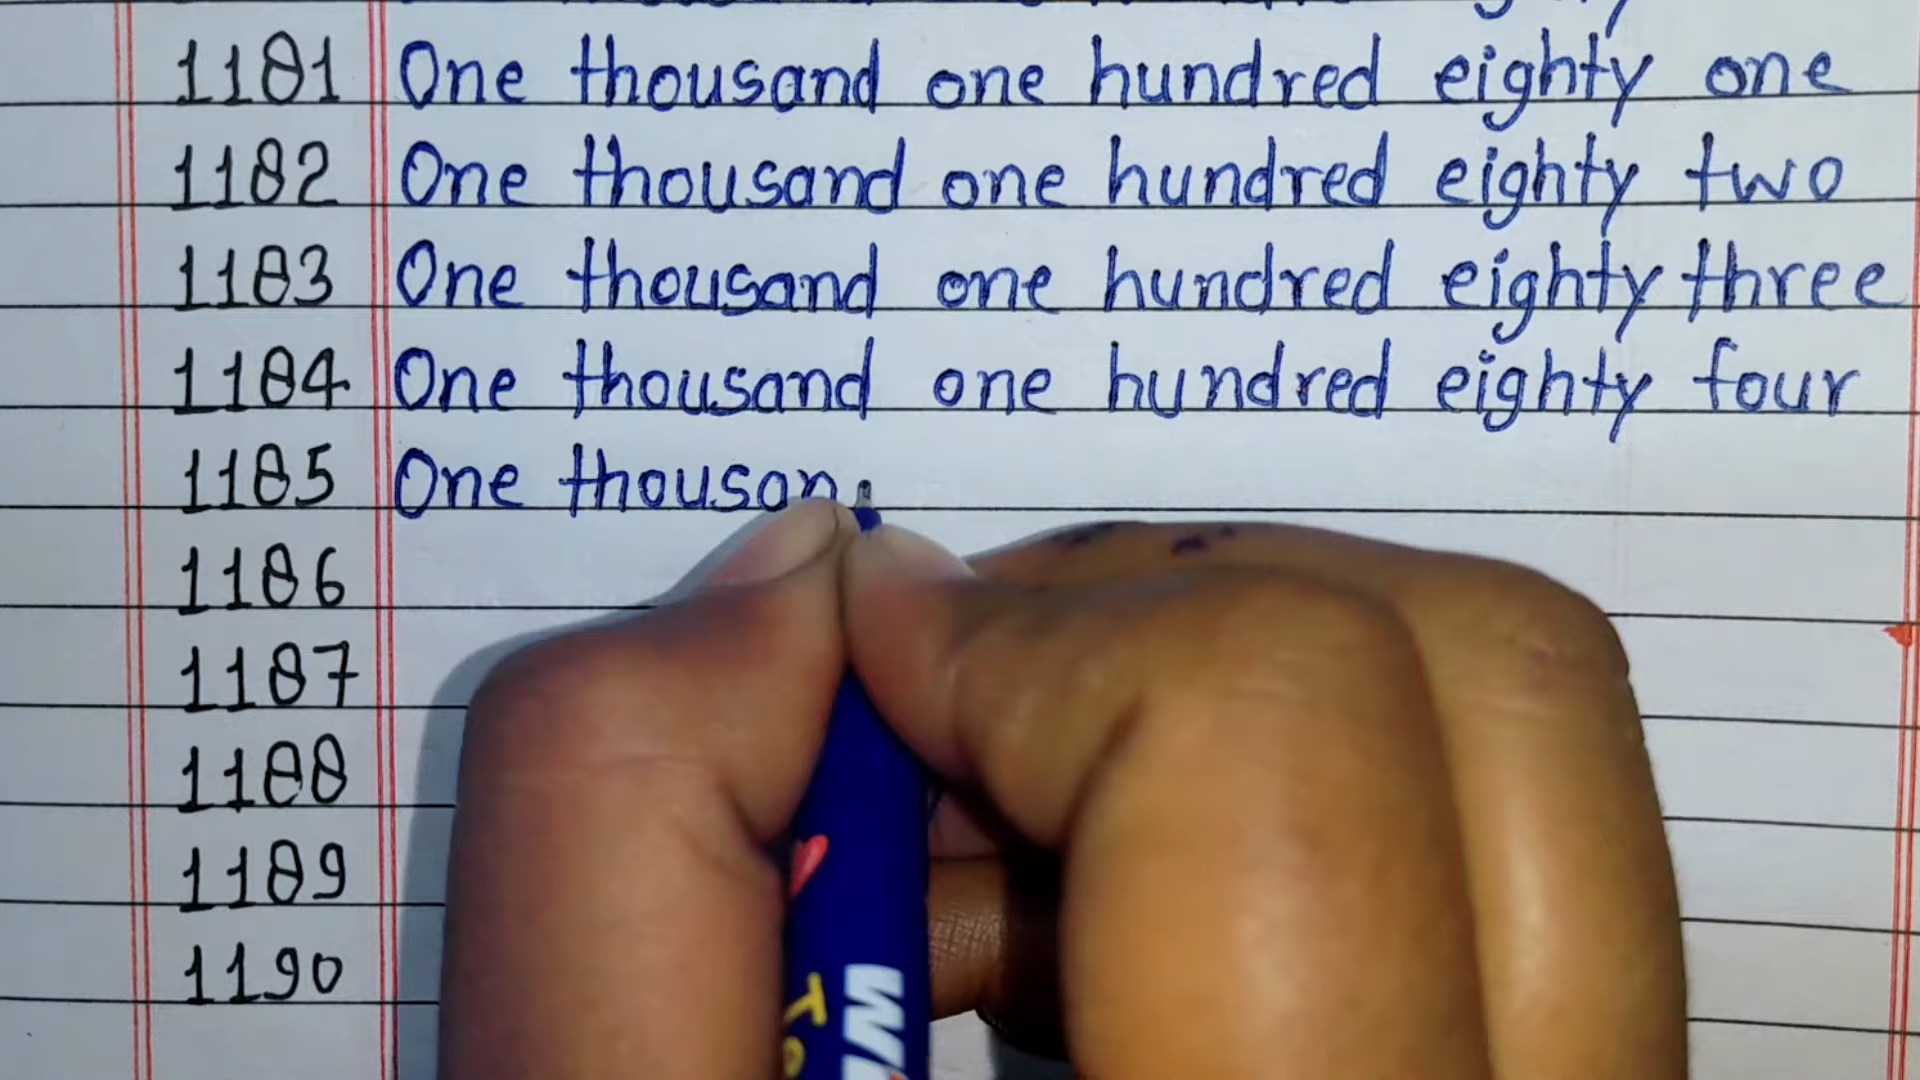 1181 One thousand one hundred eighty one
1182 One thousand one hundred eighty two
1183 One thousand one hundred eighty three
1184 One thousand one hundred eighty four
1185 One thousan
1186
1187
1188
1189
1190